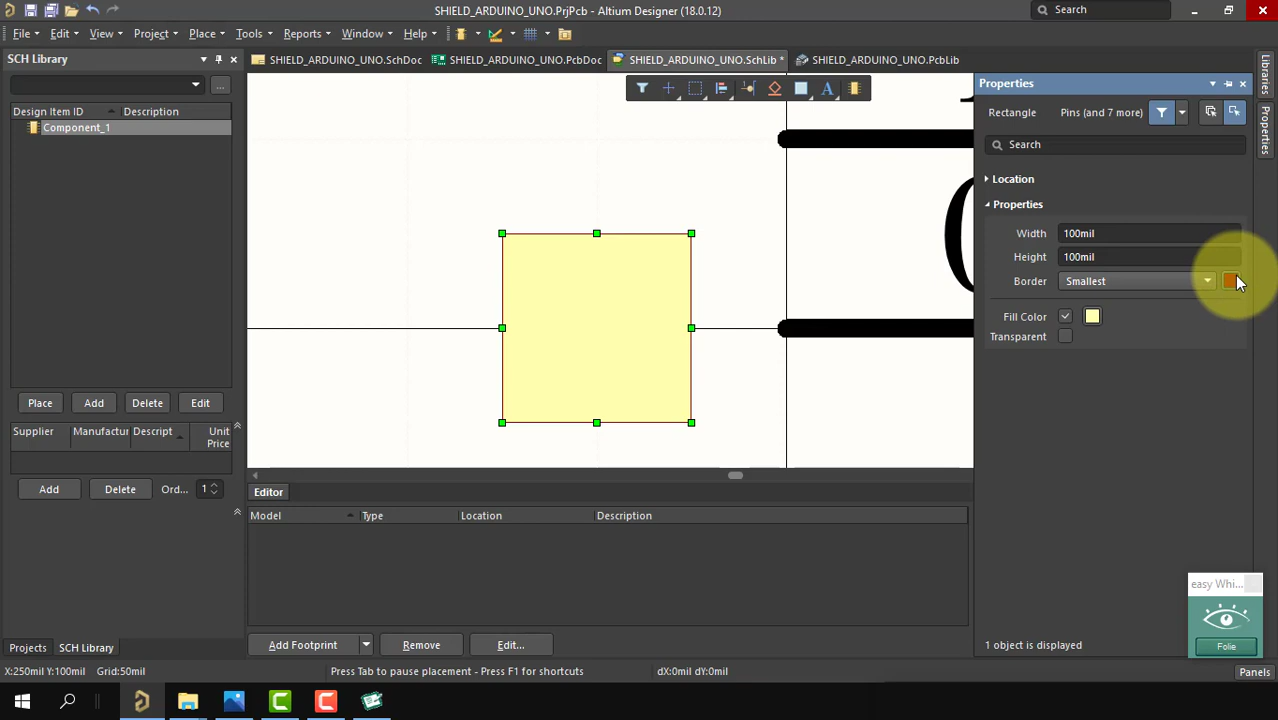 SHIELD_ARDUINO_UNO.PrjPcb - Altium Designer (18.0.12)
Search
File Edit View Project Place Tools Reports Window Help
SCH Library
SHIELD_ARDUINO_UNO.SchDoc
SHIELD_ARDUINO_UNO.PcbDoc
SHIELD_ARDUINO_UNO.SchLib *
SHIELD_ARDUINO_UNO.PcbLib
Libraries
Properties
...
Design Item ID Description
Component_1
A
Properties
Rectangle Pins (and 7 more)
Search
Location
Properties
Width 100mil
Height 100mil
Border Smallest
Fill Color
Transparent
Place Add Delete Edit
Supplier Manufactur Descript Unit Price
Add Delete Ord... 1
Editor
Model Type Location Description
Add Footprint Remove Edit...
easy Whi...
Folie
1 object is displayed
Projects SCH Library
X:250mil Y:100mil Grid:50mil
Press Tab to pause placement - Press F1 for shortcuts
dX:0mil dY:0mil
Panels